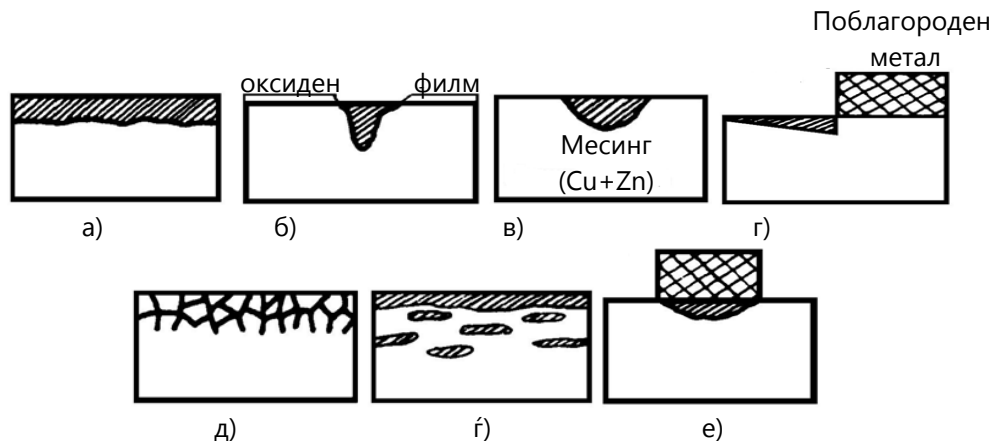 Поблагороден
метал
оксиден филм
Месинг
(Cu+Zn)
а) б) в) г)
д) ѓ) е)